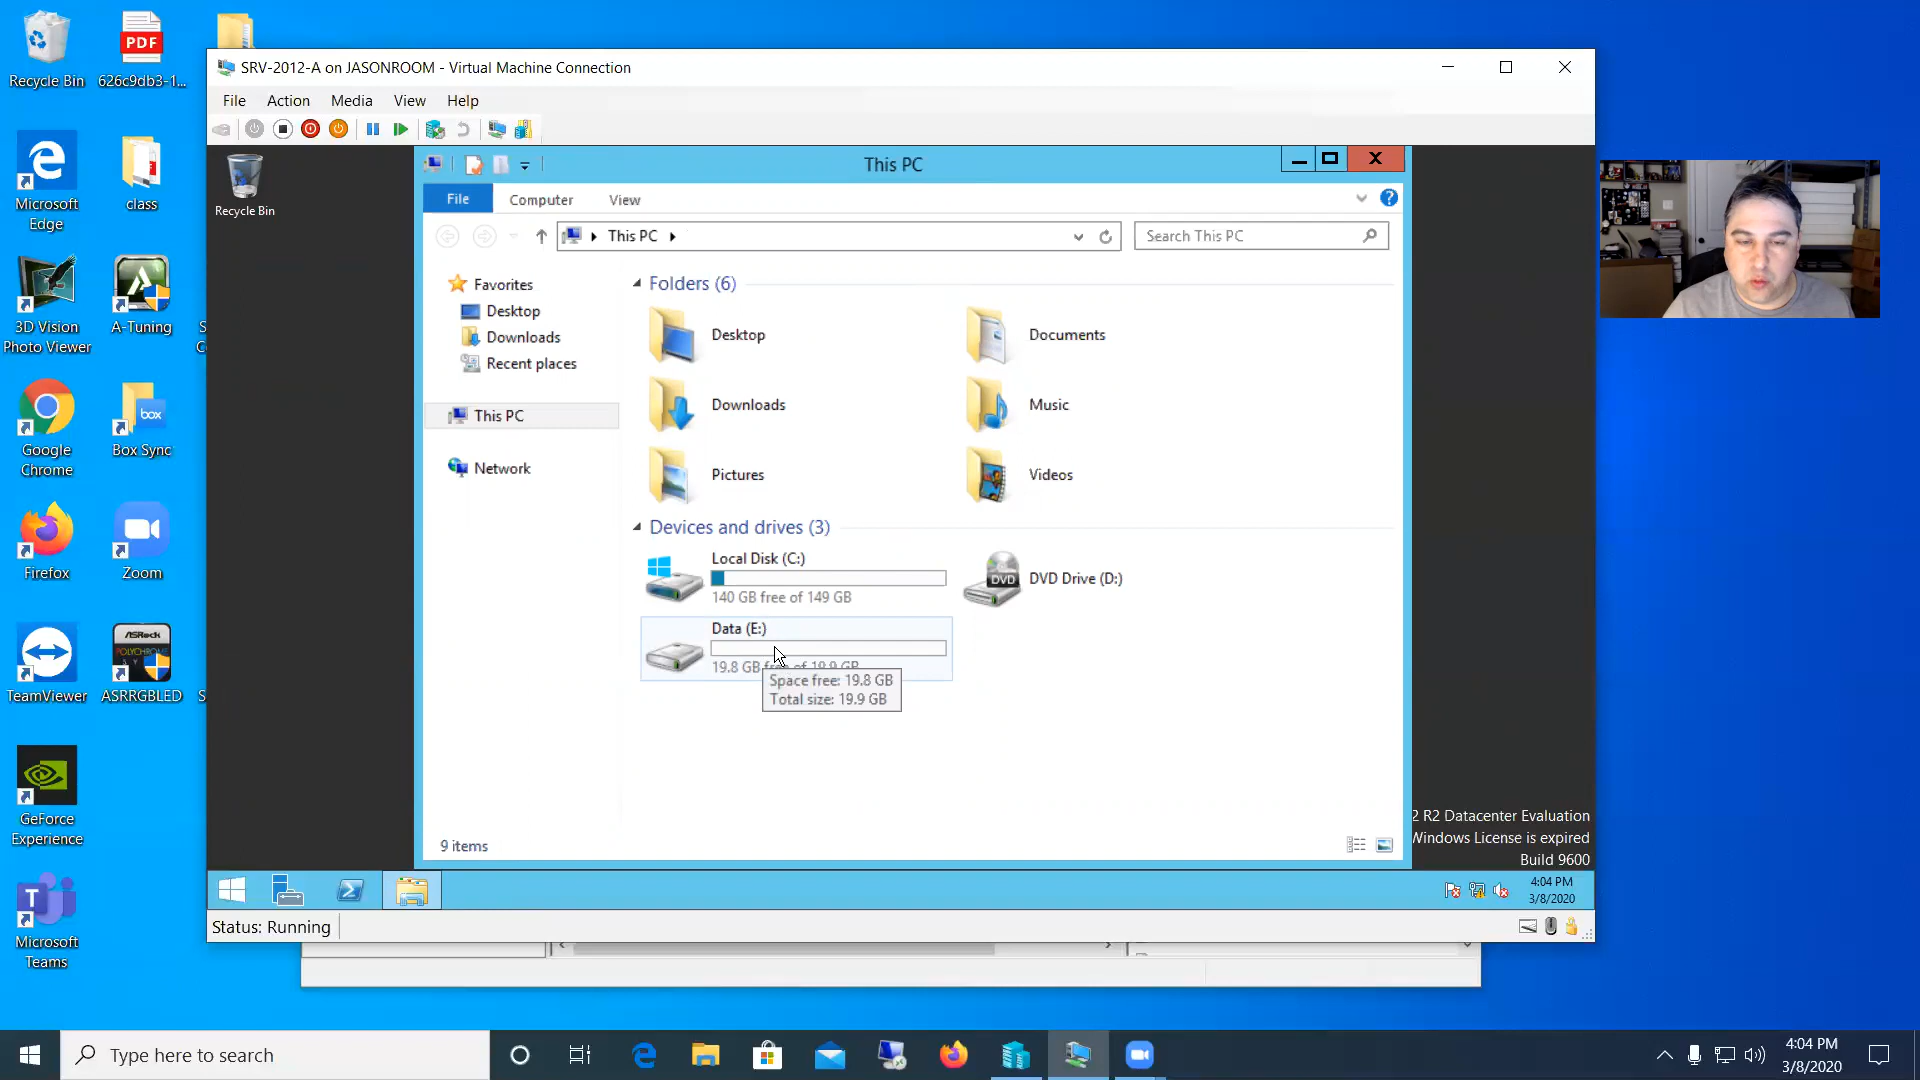 Recycle Bin
PDF
626c9db3-1...
SRV-2012-A on JASONROOM - Virtual Machine Connection
File Action Media View Help
Recycle Bin
This PC
File Computer View
This PC
Search This PC
Microsoft
Edge
class
3D Vision
Photo Viewer
A-Tuning
S
C
Google
Chrome
box
Box Sync
Firefox
Zoom
TeamViewer
ASRock
POLYCHROME
ASRRGBLED
S
GeForce
Experience
Microsoft
Teams
Favorites
Desktop
Downloads
Recent places
This PC
Network
Folders (6)
Desktop
Documents
Downloads
Music
Pictures
Videos
Devices and drives (3)
Local Disk (C:)
140 GB free of 149 GB
DVD
DVD Drive (D:)
Data (E:)
19.8 GB free of 19.9 GB
Space free: 19.8 GB
Total size: 19.9 GB
9 items
2 R2 Datacenter Evaluation
Windows License is expired
Build 9600
4:04 PM
3/8/2020
Status: Running
Type here to search
4:04 PM
3/8/2020